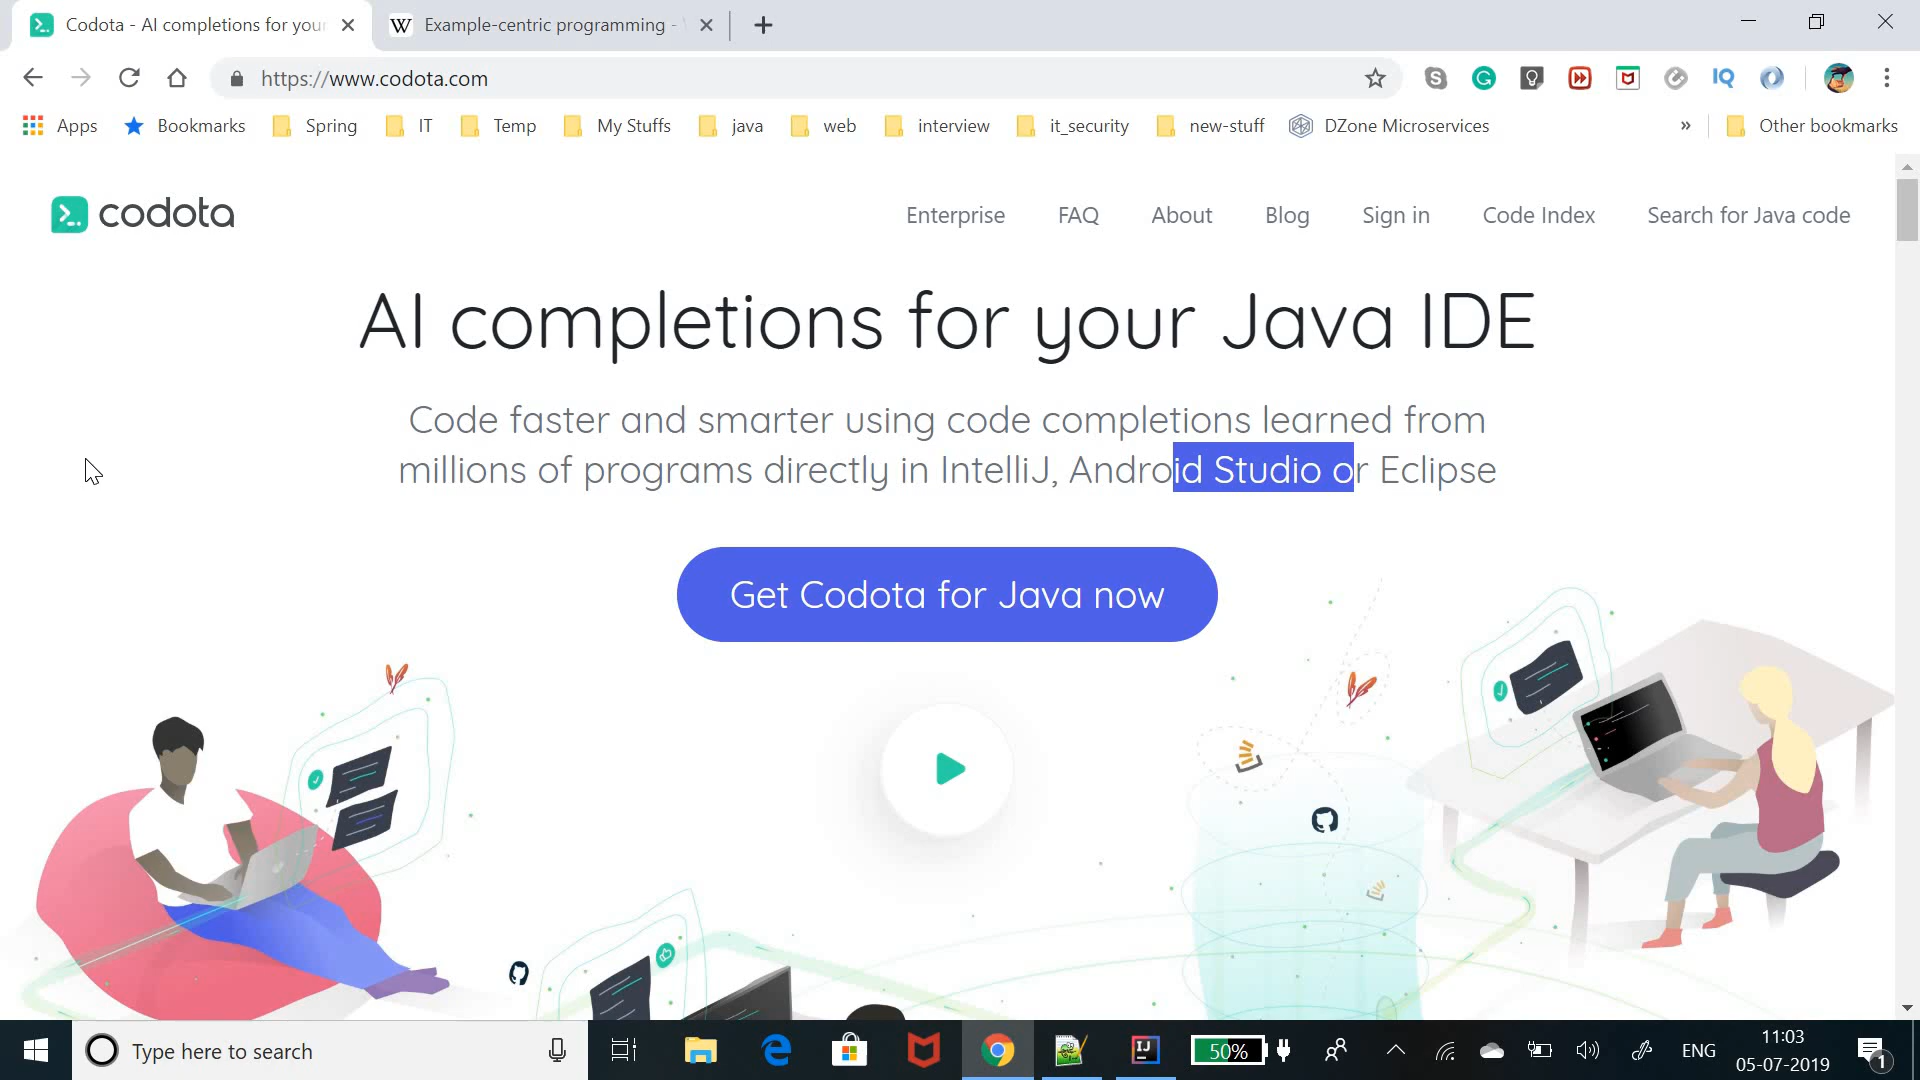 Codota - AI completions for your
Example-centric programming -
https://www.codota.com
Apps
Bookmarks
Spring
IT
Temp
My Stuffs
java
web
interview
it_security
new-stuff
DZone Microservices
»
Other bookmarks
codota
Enterprise
FAQ
About
Blog
Sign in
Code Index
Search for Java code
AI completions for your Java IDE
Code faster and smarter using code completions learned from
millions of programs directly in IntelliJ, Android Studio or Eclipse
Get Codota for Java now
Type here to search
50%
ENG
11:03
05-07-2019
1